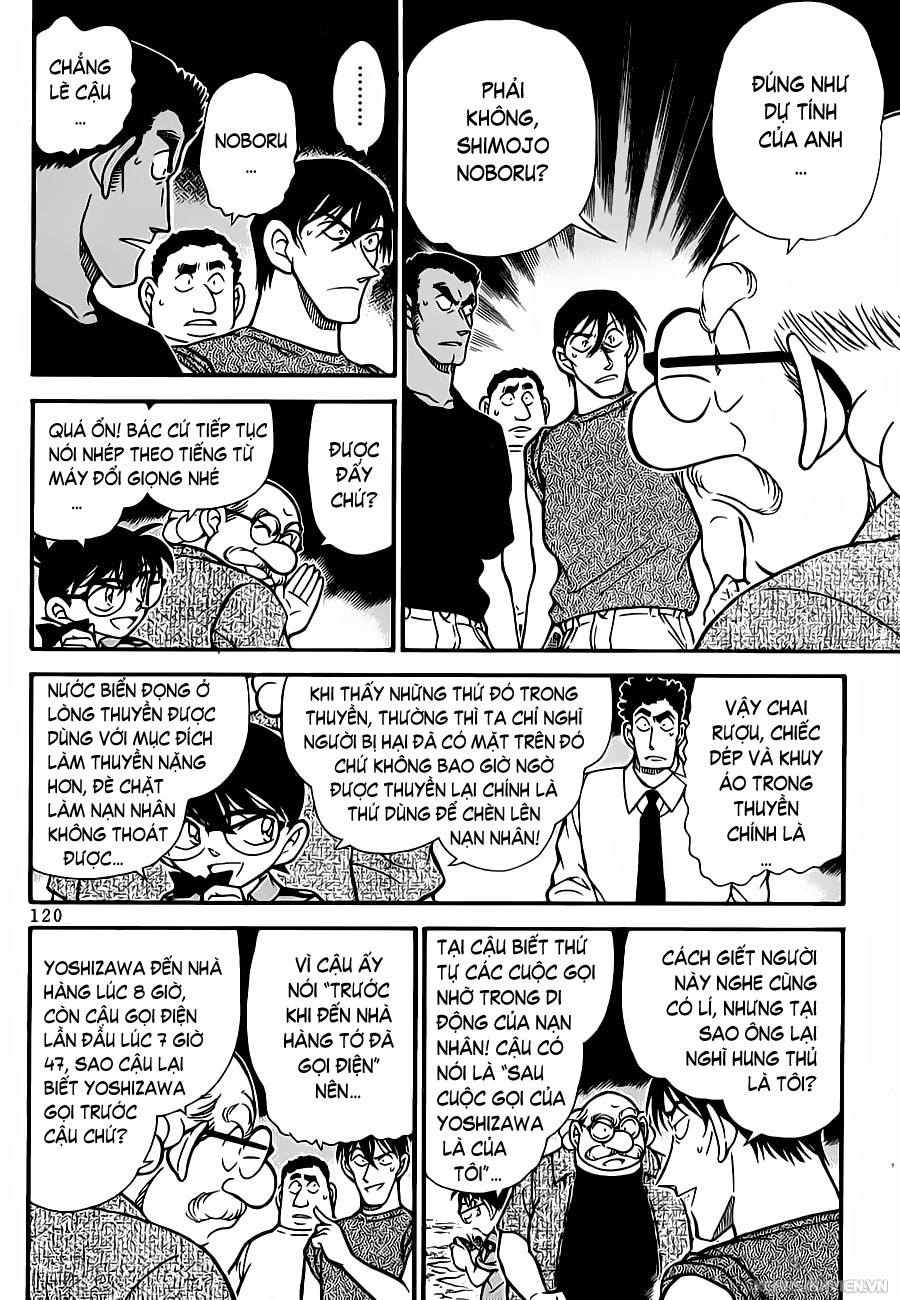 ĐÚNG NHƯ
DỰ TÍNH
CỦA ANH
...
PHẢI
KHÔNG,
SHIMOJO
NOBORU?
.........
NOBORU
...
CHẲNG
LẼ CẬU
...
ĐƯỢC
ĐẤY
CHỨ?
QUÁ ỔN! BÁC CỨ TIẾP TỤC
NÓI NHÉP THEO TIẾNG TỪ
MÁY ĐỔI GIỌNG NHÉ
...
VẬY CHAI
RƯỢU, CHIẾC
DÉP VÀ KHUY
ÁO TRONG
THUYỀN
CHÍNH LÀ
...
KHI THẤY NHỮNG THỨ ĐÓ TRONG
THUYỀN, THƯỜNG THÌ TA CHỈ NGHĨ
NGƯỜI BỊ HẠI ĐÃ CÓ MẶT TRÊN ĐÓ
CHỨ KHÔNG BAO GIỜ NGỜ
ĐƯỢC THUYỀN LẠI CHÍNH LÀ
THỨ DÙNG ĐỂ CHÈN LÊN
NẠN NHÂN!
NƯỚC BIỂN ĐỌNG Ở
LÒNG THUYỀN ĐƯỢC
DÙNG VỚI MỤC ĐÍCH
LÀM THUYỀN NẶNG
HƠN, ĐÈ CHẶT
LÀM NẠN NHÂN
KHÔNG THOÁT
ĐƯỢC...
120
CÁCH GIẾT NGƯỜI
NÀY NGHE CŨNG
CÓ LÍ, NHƯNG TẠI
SAO ÔNG LẠI
NGHĨ HUNG THỦ
LÀ TÔI?
TẠI CẬU BIẾT THỨ
TỰ CÁC CUỘC GỌI
NHỠ TRONG DI
ĐỘNG CỦA NẠN
NHÂN! CẬU CÓ
NÓI LÀ "SAU
CUỘC GỌI CỦA
YOSHIZAWA
LÀ CỦA
TÔI"...
VÌ CẬU ẤY
NÓI "TRƯỚC
KHI ĐẾN NHÀ
HÀNG TỚ ĐÃ
GỌI ĐIỆN"
NÊN...
YOSHIZAWA ĐẾN NHÀ
HÀNG LÚC 8 GIỜ,
CÒN CẬU GỌI ĐIỆN
LẦN ĐẦU LÚC 7 GIỜ
47, SAO CẬU LẠI
BIẾT YOSHIZAWA
GỌI TRƯỚC
CẬU CHỨ?